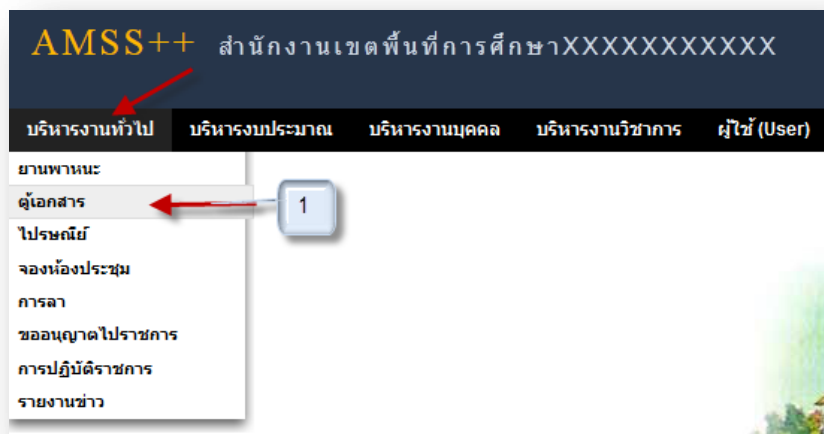 AMSS++ สำนักงานเขตพื้นที่การศึกษาXXXXXXXXXXX
บริหารงานทั่วไป บริหารงบประมาณ บริหารงานบุคคล บริหารงานวิชาการ ผู้ใช้ (User)
ยานพาหนะ
ตู้เอกสาร
1
ไปรษณีย์
จองห้องประชุม
การลา
ขออนุญาตไปราชการ
การปฏิบัติราชการ
รายงานข่าว